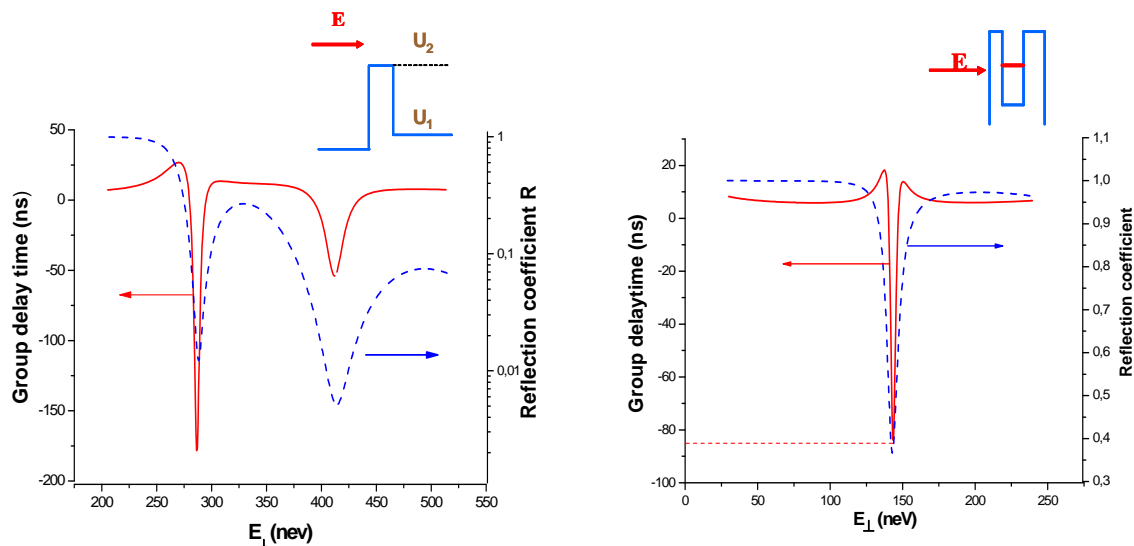 E
U2
U1
Group delay time (ns)
50
0
-50
-100
-150
-200
200 250 300 350 400 450 500 550
E⊥ (nev)
1
0,1
0,01
Reflection coefficient R
E
Group delaytime (ns)
20
0
-20
-40
-60
-80
-100
0 50 100 150 200 250
E⊥ (neV)
1,1
1,0
0,9
0,8
0,7
0,6
0,5
0,4
0,3
Reflection coefficient